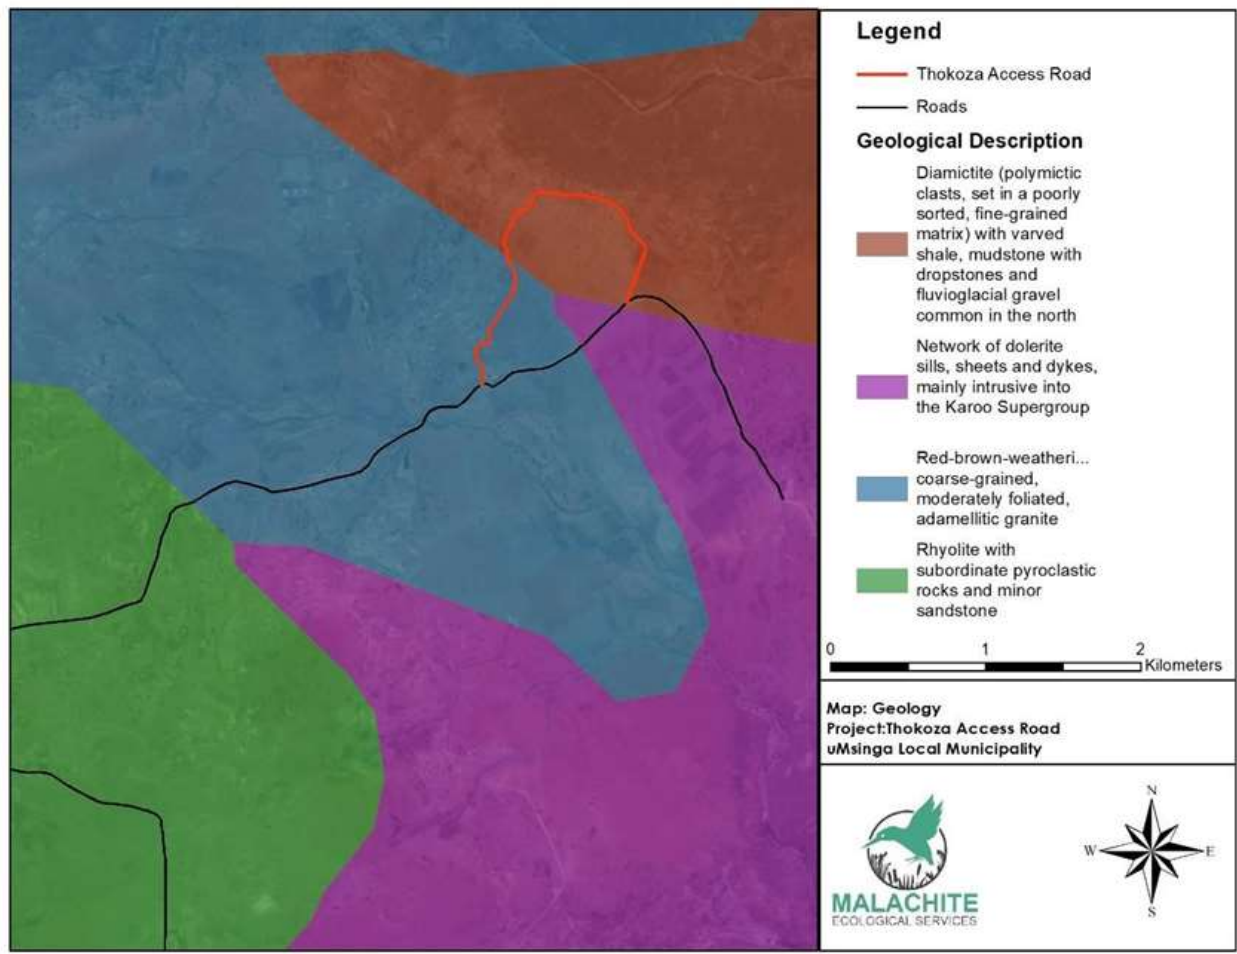 Legend
Thokoza Access Road
Roads
Geological Description
Diamictite (polymictic
clasts, set in a poorly
sorted, fine-grained
matrix) with varved
shale, mudstone with
dropstones and
fluvioglacial gravel
common in the north
Network of dolerite
sills, sheets and dykes,
mainly intrusive into
the Karoo Supergroup
Red-brown-weatheri...
coarse-grained,
moderately foliated,
adamellitic granite
Rhyolite with
subordinate pyroclastic
rocks and minor
sandstone
0 1 2
Kilometers
Map: Geology
Project:Thokoza Access Road
uMsinga Local Municipality
MALACHITE
ECOLOGICAL SERVICES
N
W E
S